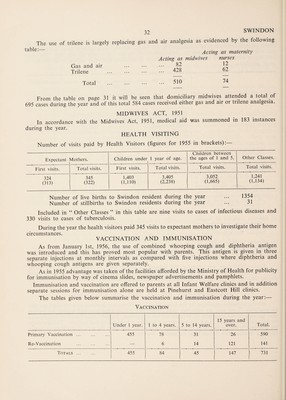 32 SWINDON
The use of trilene is largely replacing gas and air analgesia as evidenced by the following
table:—
Acting as maternity
Acting as midwives nurses
Gas and air ... ... ... ... 82 12
Trilene ... ... ... ... 428 62
Total ... ... ... ... 510 74
From the table on page 31 it will be seen that domiciliary midwives attended a total of
695 cases during the year and of this total 584 cases received either gas and air or trilene analgesia.
MIDWIVES ACT, 1951
In accordance with the Midwives Act, 1951, medical aid was summoned in 183 instances
during the year.
HEALTH VISITING
Number of visits paid by Health Visitors (figures for 1955 in brackets):—
Expectant Mothers. Children under 1 year of age. Children between the ages of 1 and 5. Other Classes.
First visits. Total visits. First visits. Total visits. Total visits. Total visits.
324 345 1,403 3,405 3,052 1,241
(313) (322) (1,110) (2,238) (1,665) (1,134)
Number of live births to Swindon resident during the year ... 1354
Number of stillbirths to Swindon residents during the year ... 31
Included in " Other Classes " in this table are nine visits to cases of infectious diseases and
330 visits to cases of tuberculosis.
During the year the health visitors paid 345 visits to expectant mothers to investigate their home
circumstances.
VACCINATION AND IMMUNISATION
As from January 1st, 1956, the use of combined whooping cough and diphtheria antigen
was introduced and this has proved most popular with parents. This antigen is given in three
separate injections at monthly intervals as compared with five injections where diphtheria and
whooping cough antigens are given separately.
As in 1955 advantage was taken of the facilities afforded by the Ministry of Health for publicity
for immunisation by way of cinema slides, newspaper advertisements and pamphlets.
Immunisation and vaccination are offered to parents at all Infant Welfare clinics and in addition
separate sessions for immunisation alone are held at Pinehurst and Eastcott Hill clinics.
The tables given below summarise the vaccination and immunisation during the year:—
VACCINATION
Under 1 year. 1 to 4 years. 5 to 14 years. 15 years and over. Total.
Primary Vaccination ... 455 78 31 26 590
Re-Vaccination ... — 6 14 121 141
TOTALS ... 455 84 45 147 731